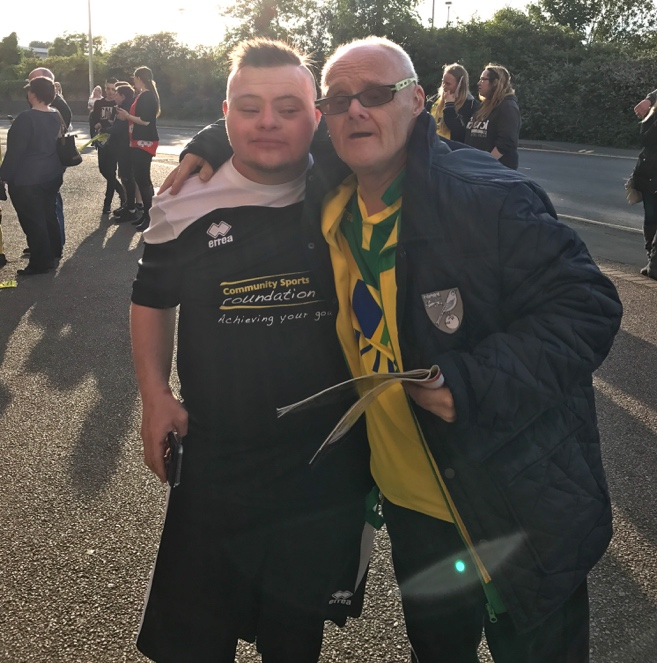 errea
Community Sports
Foundation
Achieving your goa
errea